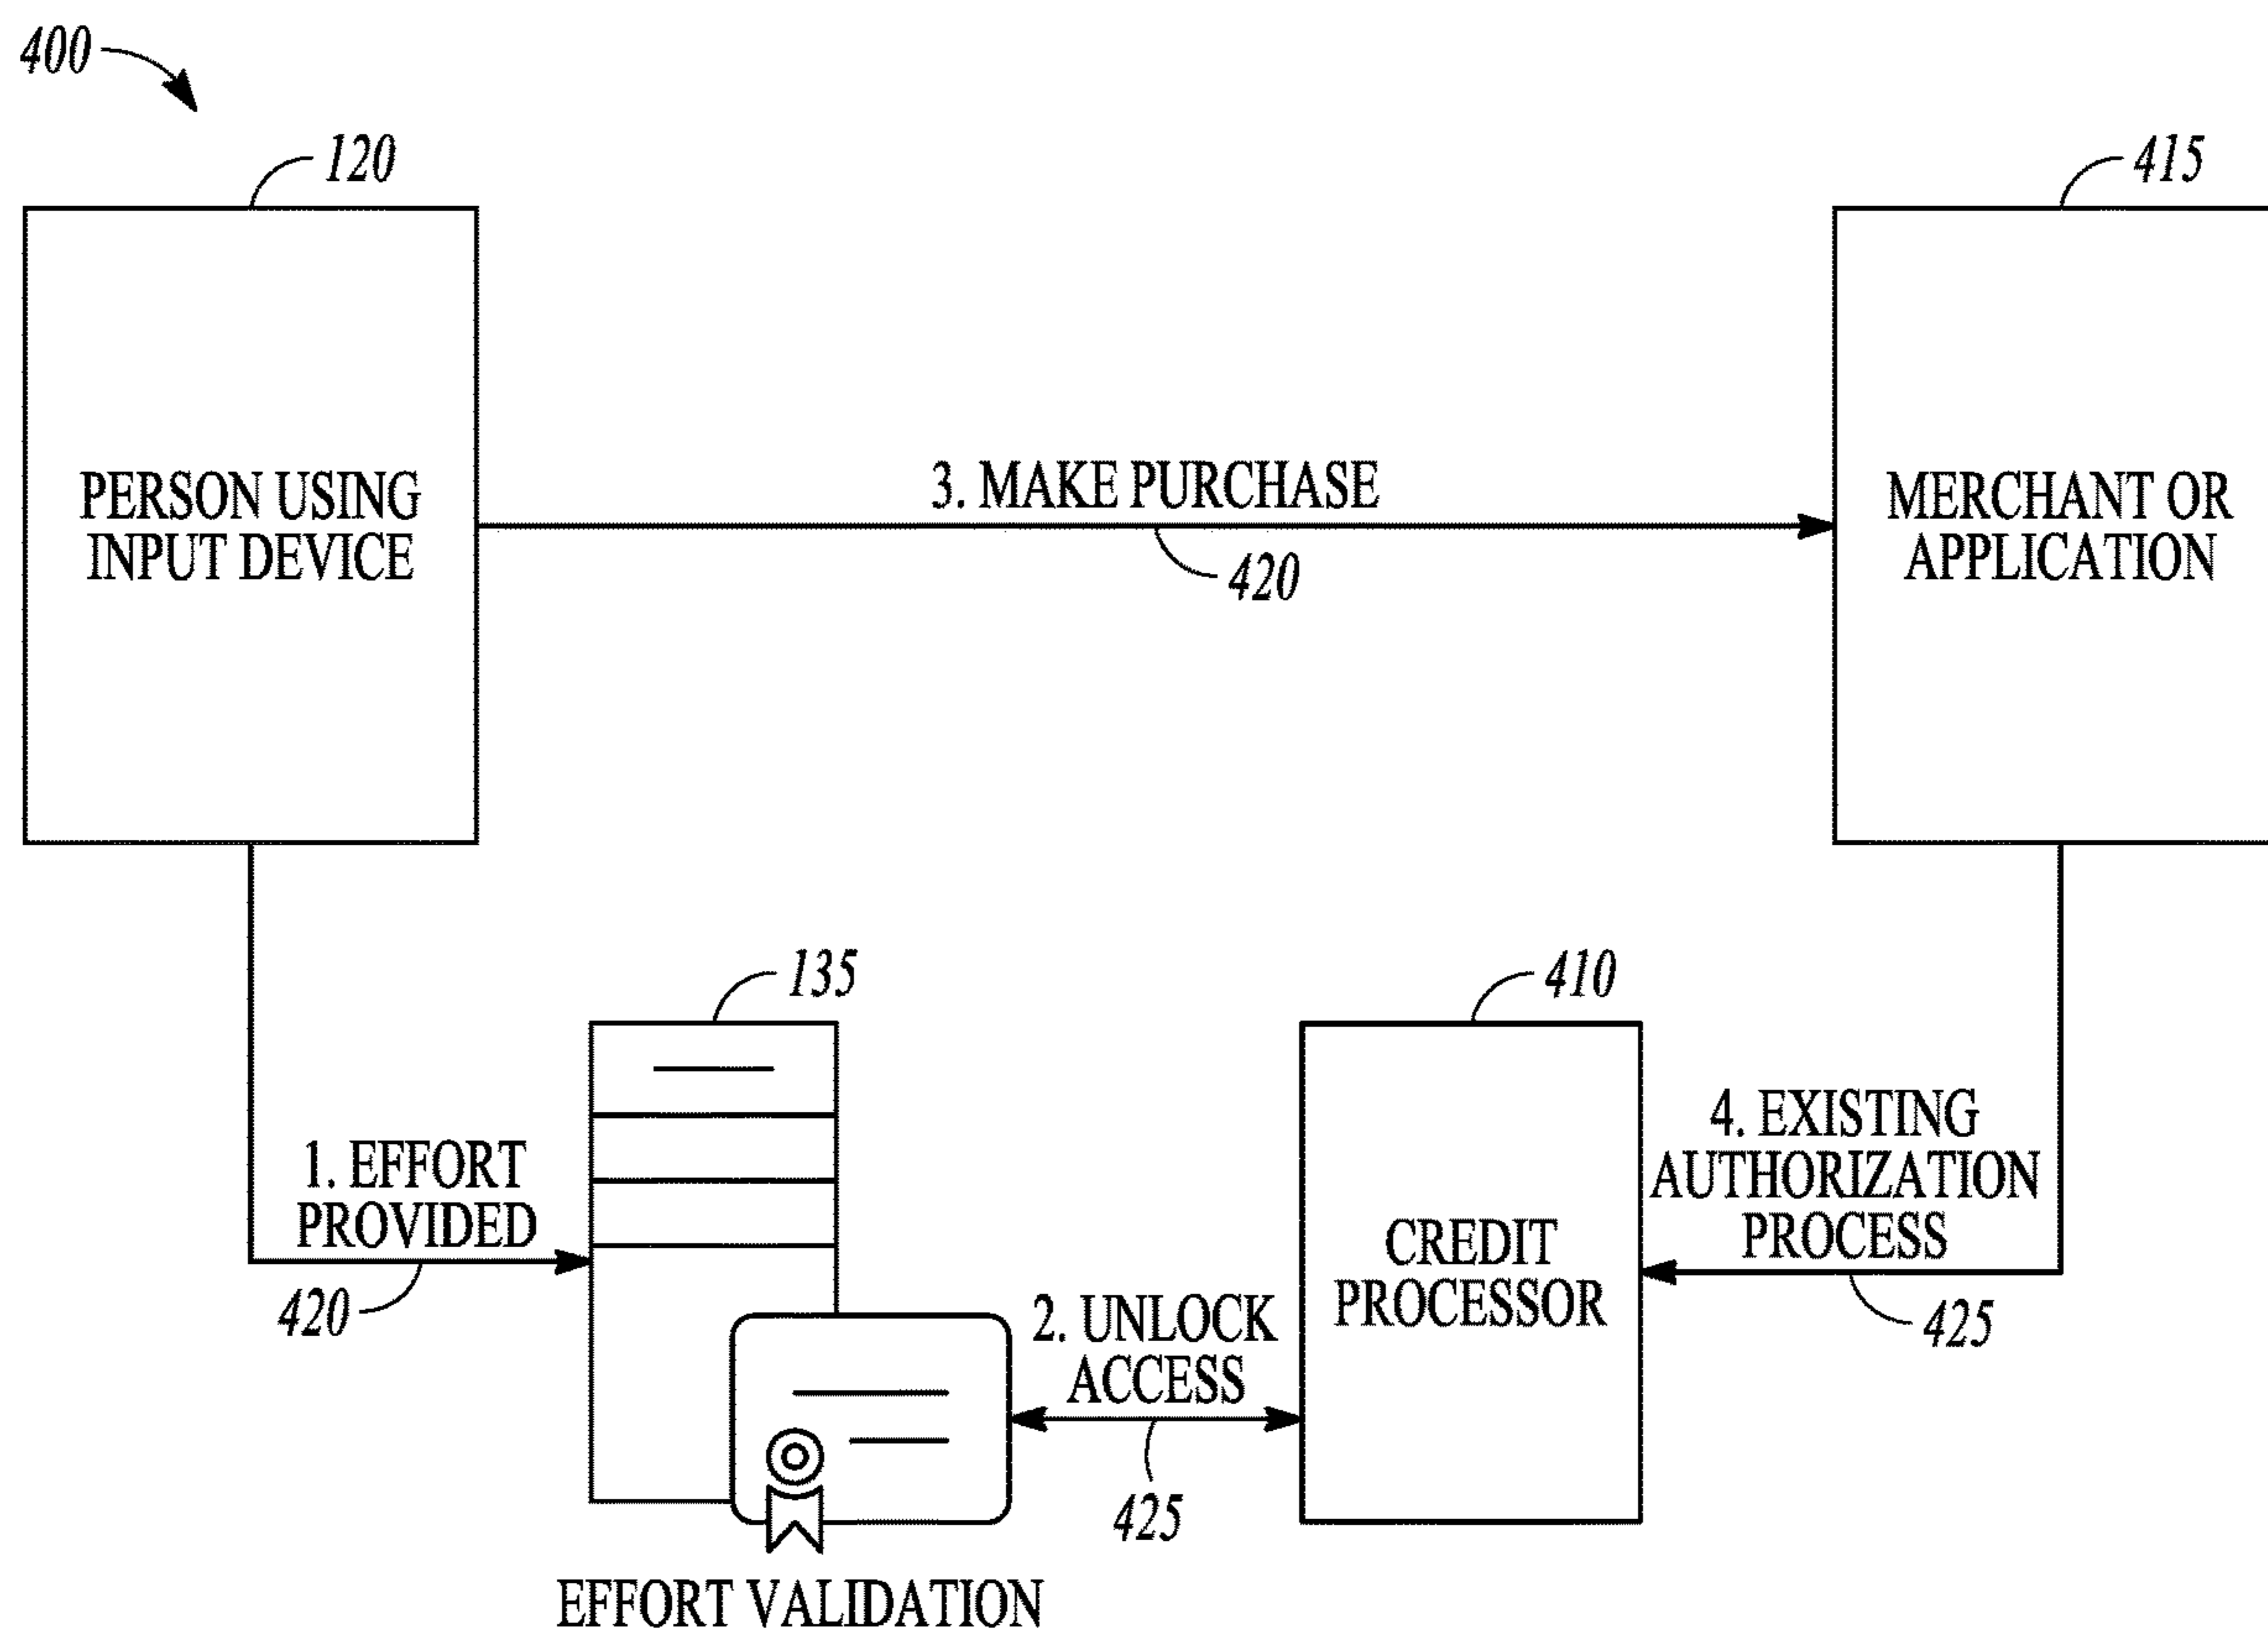 400
120
415
PERSON USING
INPUT DEVICE
3. MAKE PURCHASE
420
MERCHANT OR
APPLICATION
135
410
1. EFFORT
PROVIDED
420
2. UNLOCK
ACCESS
425
CREDIT
PROCESSOR
4. EXISTING
AUTHORIZATION
PROCESS
425
EFFORT VALIDATION